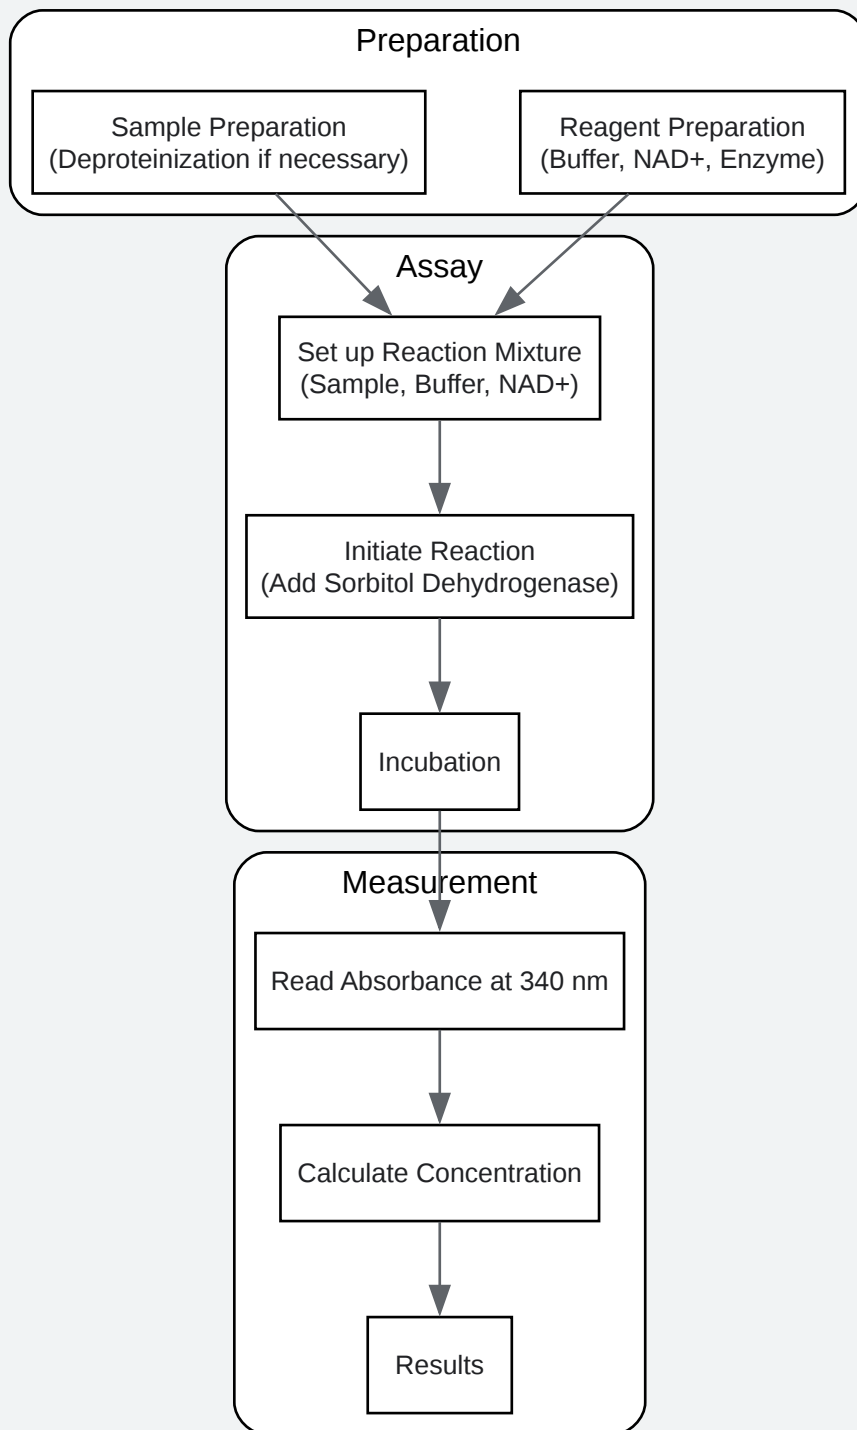 Preparation
Sample Preparation
(Deproteinization if necessary)
Reagent Preparation
(Buffer, NAD+, Enzyme)
Assay
Set up Reaction Mixture
(Sample, Buffer, NAD+)
Initiate Reaction
(Add Sorbitol Dehydrogenase)
Incubation
Measurement
Read Absorbance at 340 nm
Calculate Concentration
Results